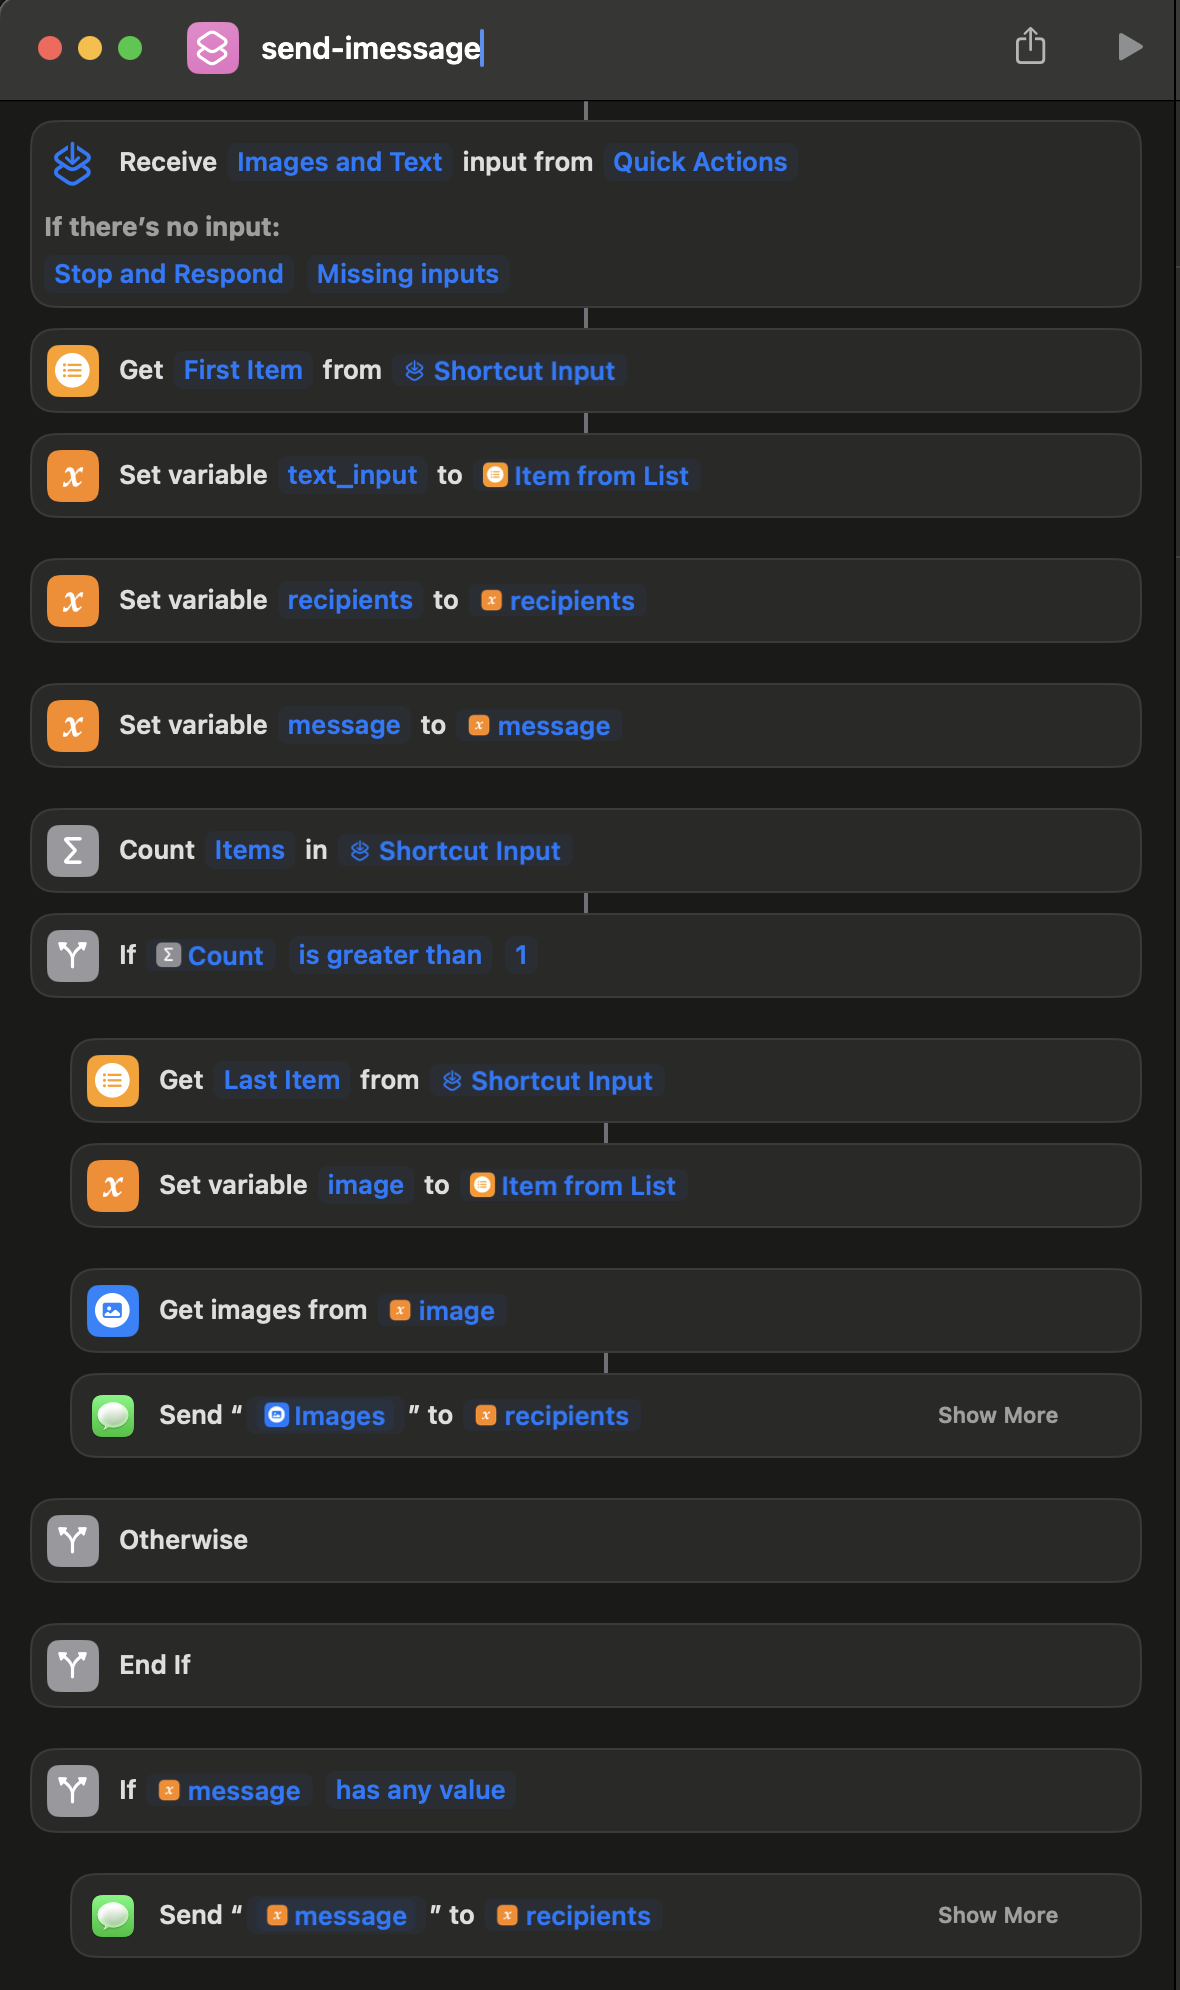 send-imessage
Receive Images and Text input from Quick Actions
If there's no input:
Stop and Respond Missing inputs
Get First Item from Shortcut Input
Set variable text_input to Item from List
Set variable recipients to recipients
Set variable message to message
Count Items in Shortcut Input
If Count is greater than 1
Get Last Item from Shortcut Input
Set variable image to Item from List
Get images from image
Send “ Images ” to recipients Show More
Otherwise
End If
If message has any value
Send “ message ” to recipients Show More